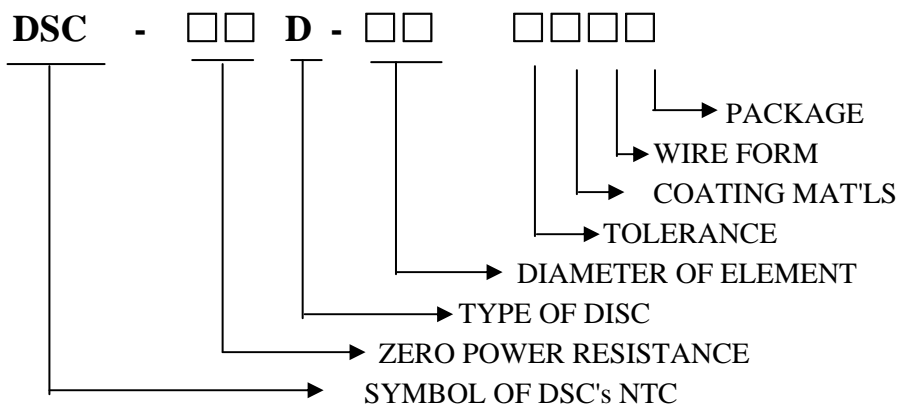 DSC - □□ D - □□ □□□□
PACKAGE
WIRE FORM
COATING MAT'LS
TOLERANCE
DIAMETER OF ELEMENT
TYPE OF DISC
ZERO POWER RESISTANCE
SYMBOL OF DSC's NTC